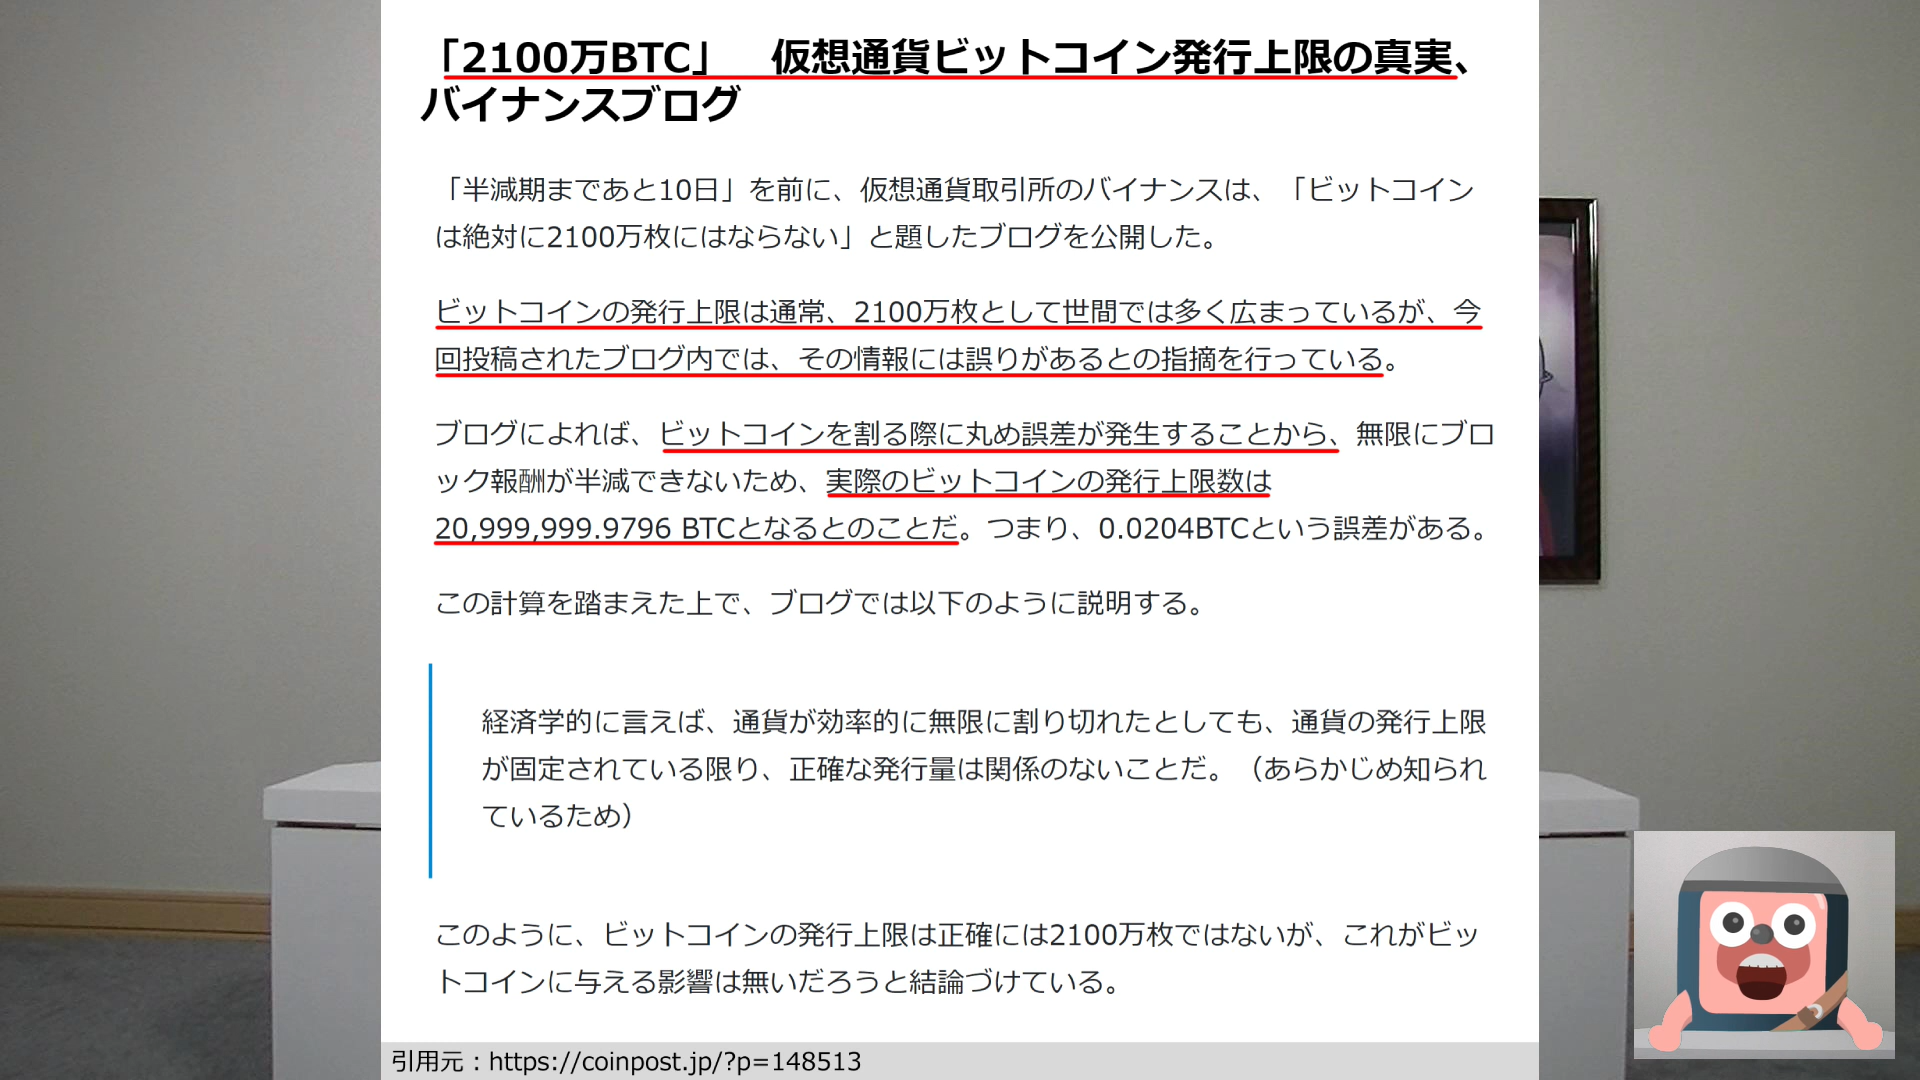 「2100万BTC」　仮想通貨ビットコイン発行上限の真実、
バイナンスブログ
「半減期まであと10日」を前に、仮想通貨取引所のバイナンスは、「ビットコイン
は絶対に2100万枚にはならない」と題したブログを公開した。
ビットコインの発行上限は通常、2100万枚として世間では多く広まっているが、今
回投稿されたブログ内では、その情報には誤りがあるとの指摘を行っている。
ブログによれば、ビットコインを割る際に丸め誤差が発生することから、無限にブロ
ック報酬が半減できないため、実際のビットコインの発行上限数は
20,999,999.9796 BTCとなるとのことだ。つまり、0.0204BTCという誤差がある。
この計算を踏まえた上で、ブログでは以下のように説明する。
経済学的に言えば、通貨が効率的に無限に割り切れたとしても、通貨の発行上限
が固定されている限り、正確な発行量は関係のないことだ。（あらかじめ知られ
ているため）
このように、ビットコインの発行上限は正確には2100万枚ではないが、これがビッ
トコインに与える影響は無いだろうと結論づけている。
引用元：https://coinpost.jp/?p=148513